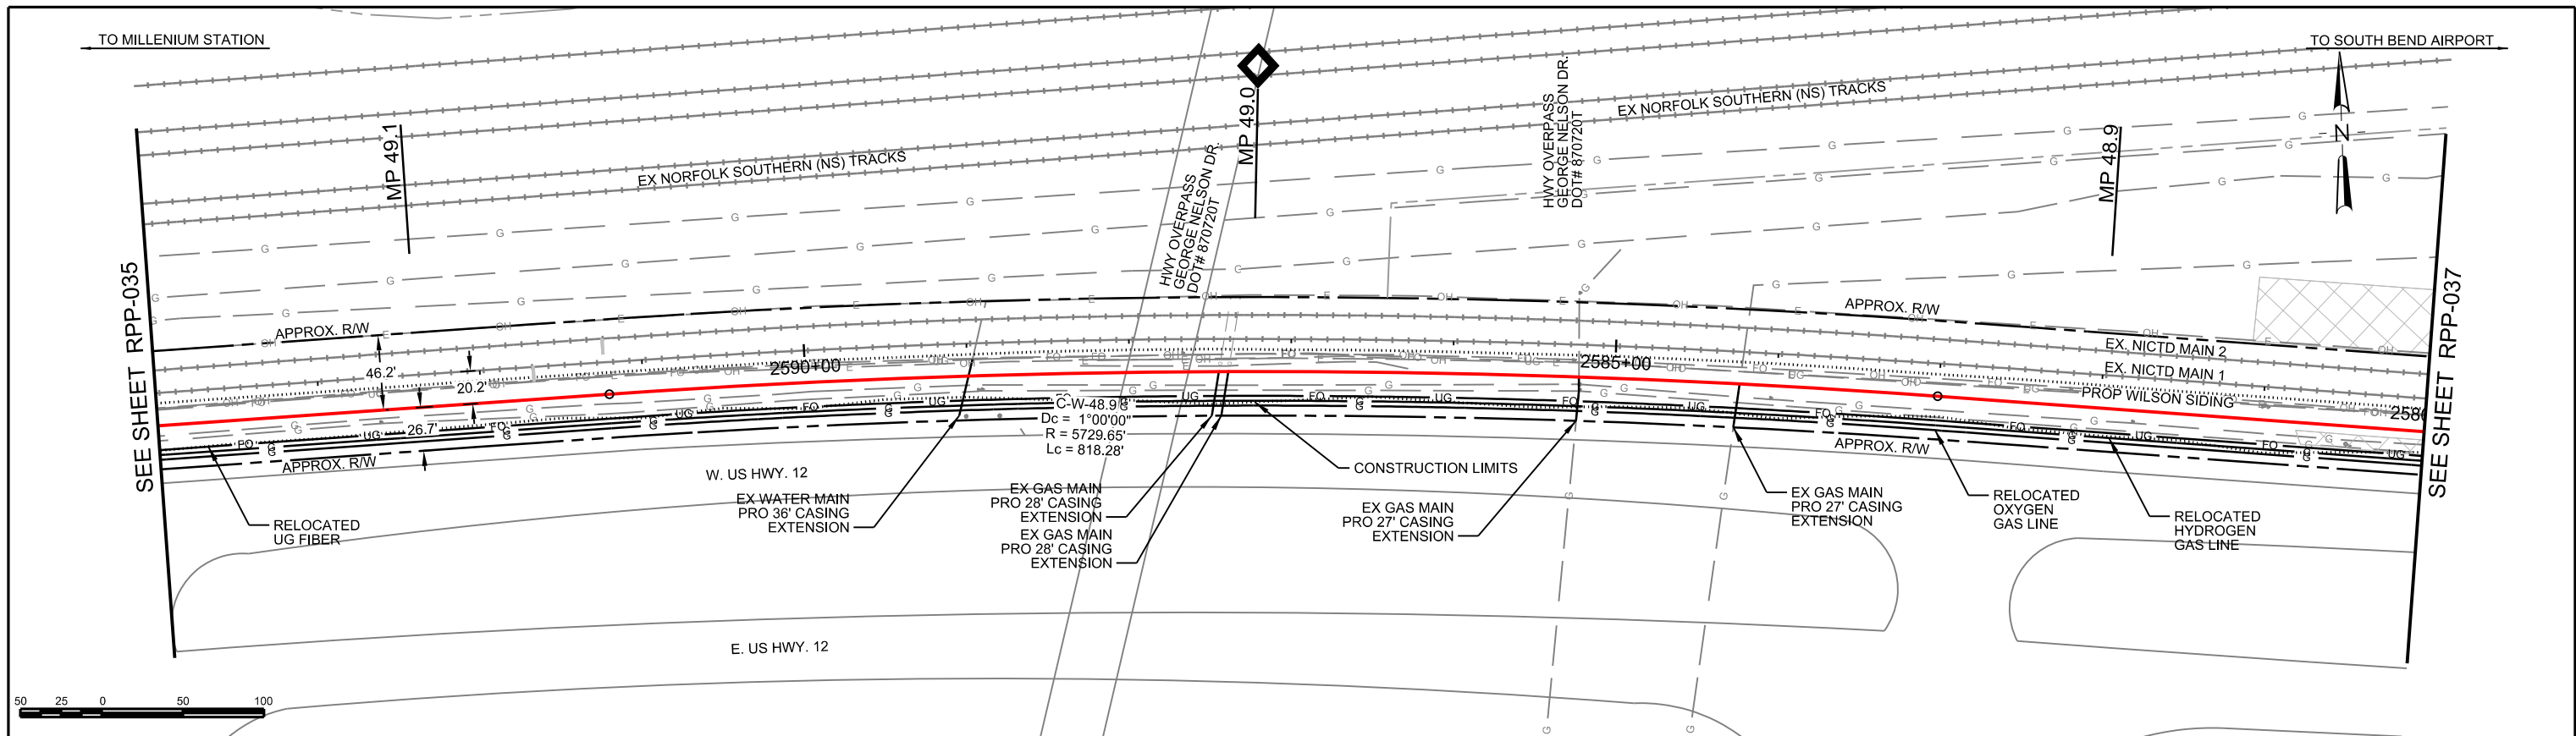 TO MILLENIUM STATION
TO SOUTH BEND AIRPORT
MP 49.1
MP 49.0
MP 48.9
N
EX NORFOLK SOUTHERN (NS) TRACKS
EX NORFOLK SOUTHERN (NS) TRACKS
HWY OVERPASS
GEORGE NELSON DR.
DOT# 870720T
HWY OVERPASS
GEORGE NELSON DR.
DOT# 870720T
SEE SHEET RPP-035
SEE SHEET RPP-037
APPROX. R/W
APPROX. R/W
46.2'
20.2'
26.7'
2590+00
2585+00
258
EX. NICTD MAIN 2
EX. NICTD MAIN 1
PROP WILSON SIDING
APPROX. R/W
APPROX. R/W
C-W-48.9
Dc = 1°00'00"
R = 5729.65'
Lc = 818.28'
W. US HWY. 12
E. US HWY. 12
CONSTRUCTION LIMITS
RELOCATED
UG FIBER
EX WATER MAIN
PRO 36' CASING
EXTENSION
EX GAS MAIN
PRO 28' CASING
EXTENSION
EX GAS MAIN
PRO 28' CASING
EXTENSION
EX GAS MAIN
PRO 27' CASING
EXTENSION
EX GAS MAIN
PRO 27' CASING
EXTENSION
RELOCATED
OXYGEN
GAS LINE
RELOCATED
HYDROGEN
GAS LINE
50 25 0 50 100